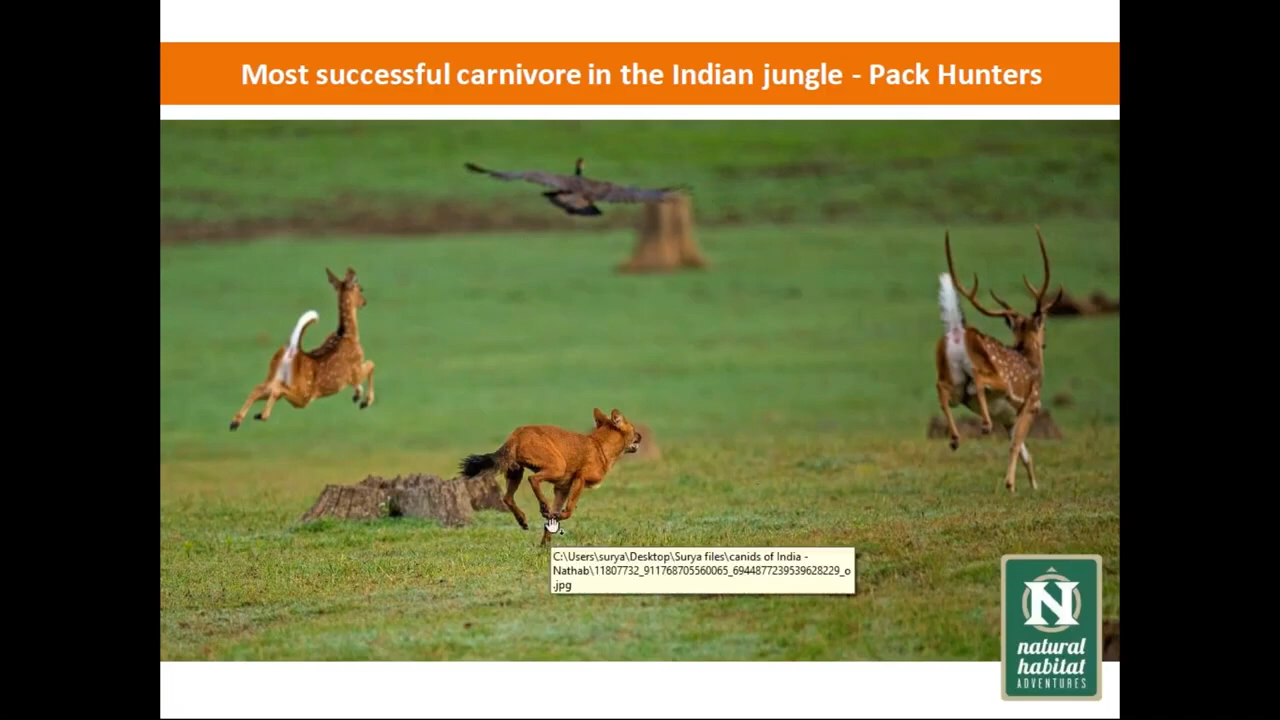 Most successful carnivore in the Indian jungle - Pack Hunters
C:\Users\surya\Desktop\Surya files\canids of India -
Nathab\11807732_911768705560065_6944877239539628229_o
.jpg
N
natural
habitat
ADVENTURES